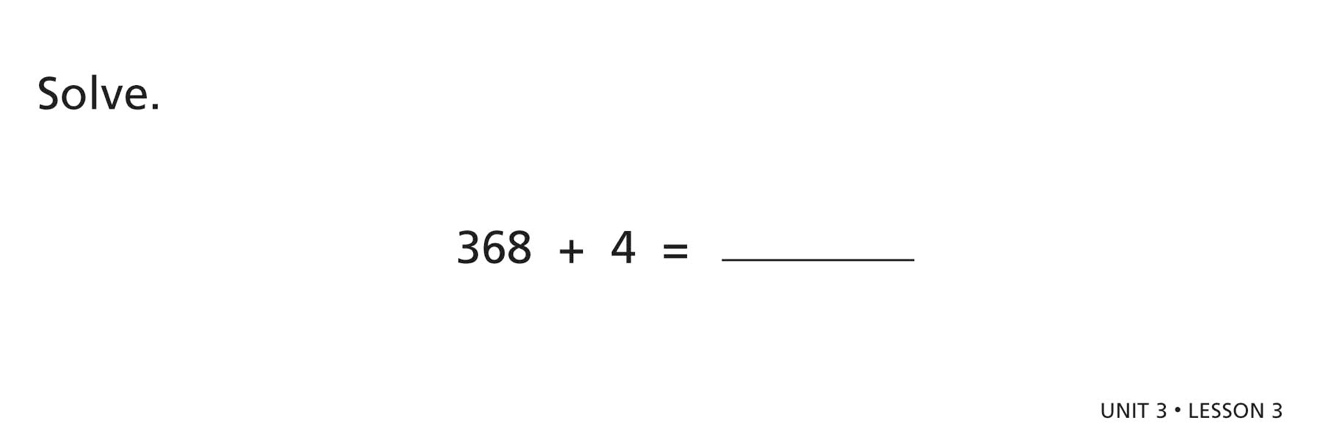 Solve.
368 + 4 = ________
UNIT 3 • LESSON 3